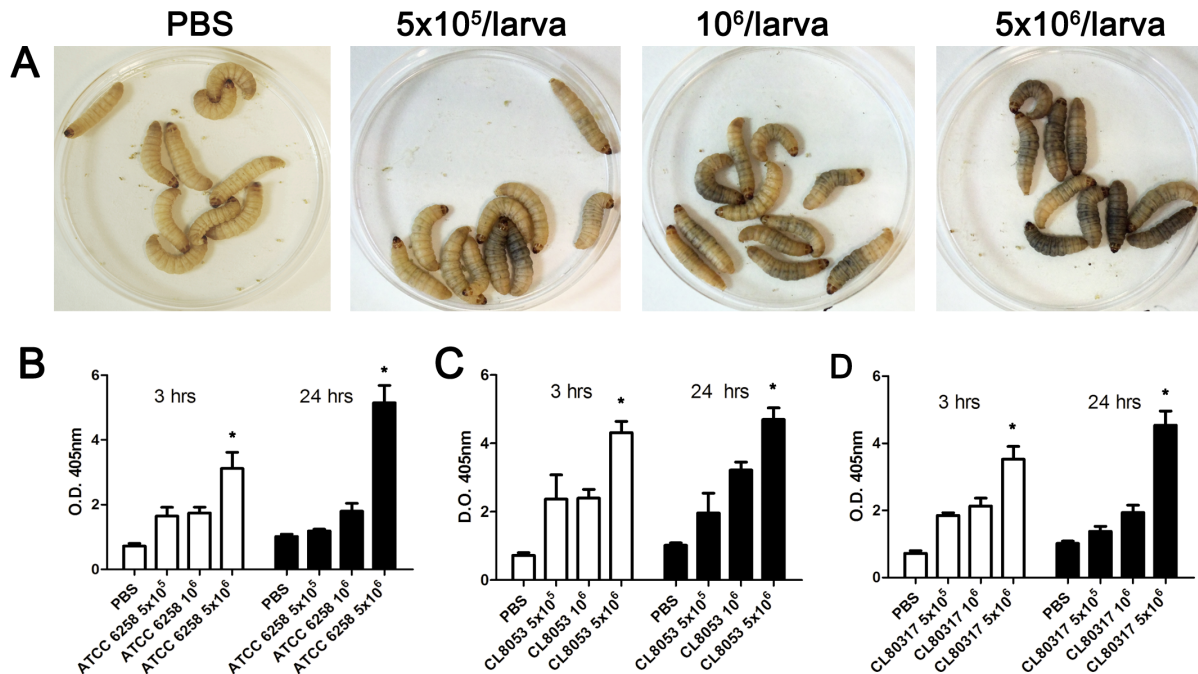 PBS
5x10⁵/larva
10⁶/larva
5x10⁶/larva
A
B
O.D. 405nm
6
4
2
0
3 hrs
24 hrs
*
*
PBS
ATCC 6258 5x10⁵
ATCC 6258 10⁶
ATCC 6258 5x10⁶
PBS
ATCC 6258 5x10⁵
ATCC 6258 10⁶
ATCC 6258 5x10⁶
C
D.O. 405nm
6
4
2
0
3 hrs
24 hrs
*
*
PBS
CL8053 5x10⁵
CL8053 10⁶
CL8053 5x10⁶
PBS
CL8053 5x10⁵
CL8053 10⁶
CL8053 5x10⁶
D
O.D. 405nm
6
4
2
0
3 hrs
24 hrs
*
*
PBS
CL80317 5x10⁵
CL80317 10⁶
CL80317 5x10⁶
PBS
CL80317 5x10⁵
CL80317 10⁶
CL80317 5x10⁶